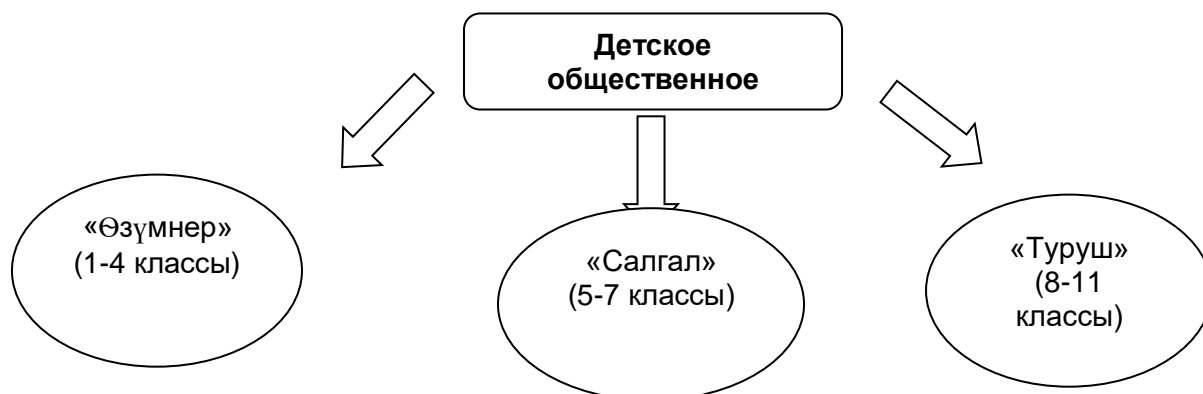 Детское
общественное
«Өзүмнер»
(1-4 классы)
«Салгал»
(5-7 классы)
«Туруш»
(8-11
классы)